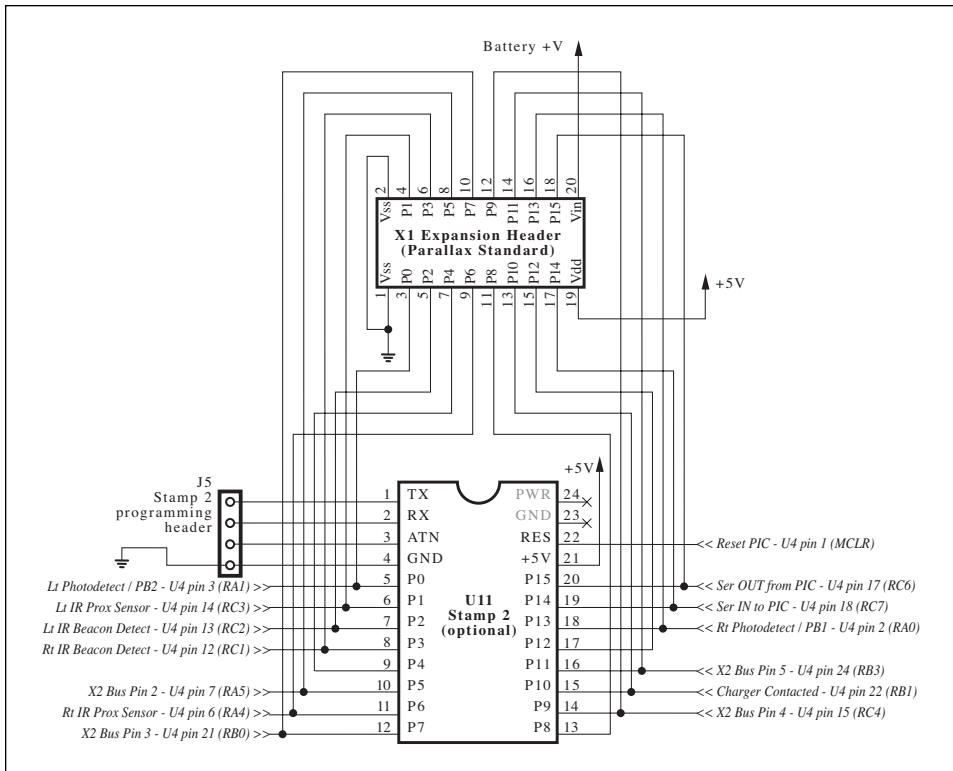 Battery +V
2 4 6 8 10 12 14 16 18 20
Vss P1 P3 P5 P7 P9 P11 P13 P15 Vin
X1 Expansion Header
(Parallax Standard)
Vss P0 P2 P4 P6 P8 P10 P12 P14 Vdd
1 3 5 7 9 11 13 15 17 19
+5V
+5V
J5
Stamp 2
programming
header
1 TX
2 RX
3 ATN
4 GND
5 P0
6 P1
7 P2
8 P3
9 P4
10 P5
11 P6
12 P7
U11
Stamp 2
(optional)
PWR 24
GND 23
RES 22
+5V 21
P15 20
P14 19
P13 18
P12 17
P11 16
P10 15
P9 14
P8 13
Lt Photodetect / PB2 - U4 pin 3 (RA1) >>
Lt IR Prox Sensor - U4 pin 14 (RC3) >>
Lt IR Beacon Detect - U4 pin 13 (RC2) >>
Rt IR Beacon Detect - U4 pin 12 (RC1) >>
X2 Bus Pin 2 - U4 pin 7 (RA5) >>
Rt IR Prox Sensor - U4 pin 6 (RA4) >>
X2 Bus Pin 3 - U4 pin 21 (RB0) >>
<< Reset PIC - U4 pin 1 (MCLR)
<< Ser OUT from PIC - U4 pin 17 (RC6)
<< Ser IN to PIC - U4 pin 18 (RC7)
<< Rt Photodetect / PB1 - U4 pin 2 (RA0)
<< X2 Bus Pin 5 - U4 pin 24 (RB3)
<< Charger Contacted - U4 pin 22 (RB1)
<< X2 Bus Pin 4 - U4 pin 15 (RC4)